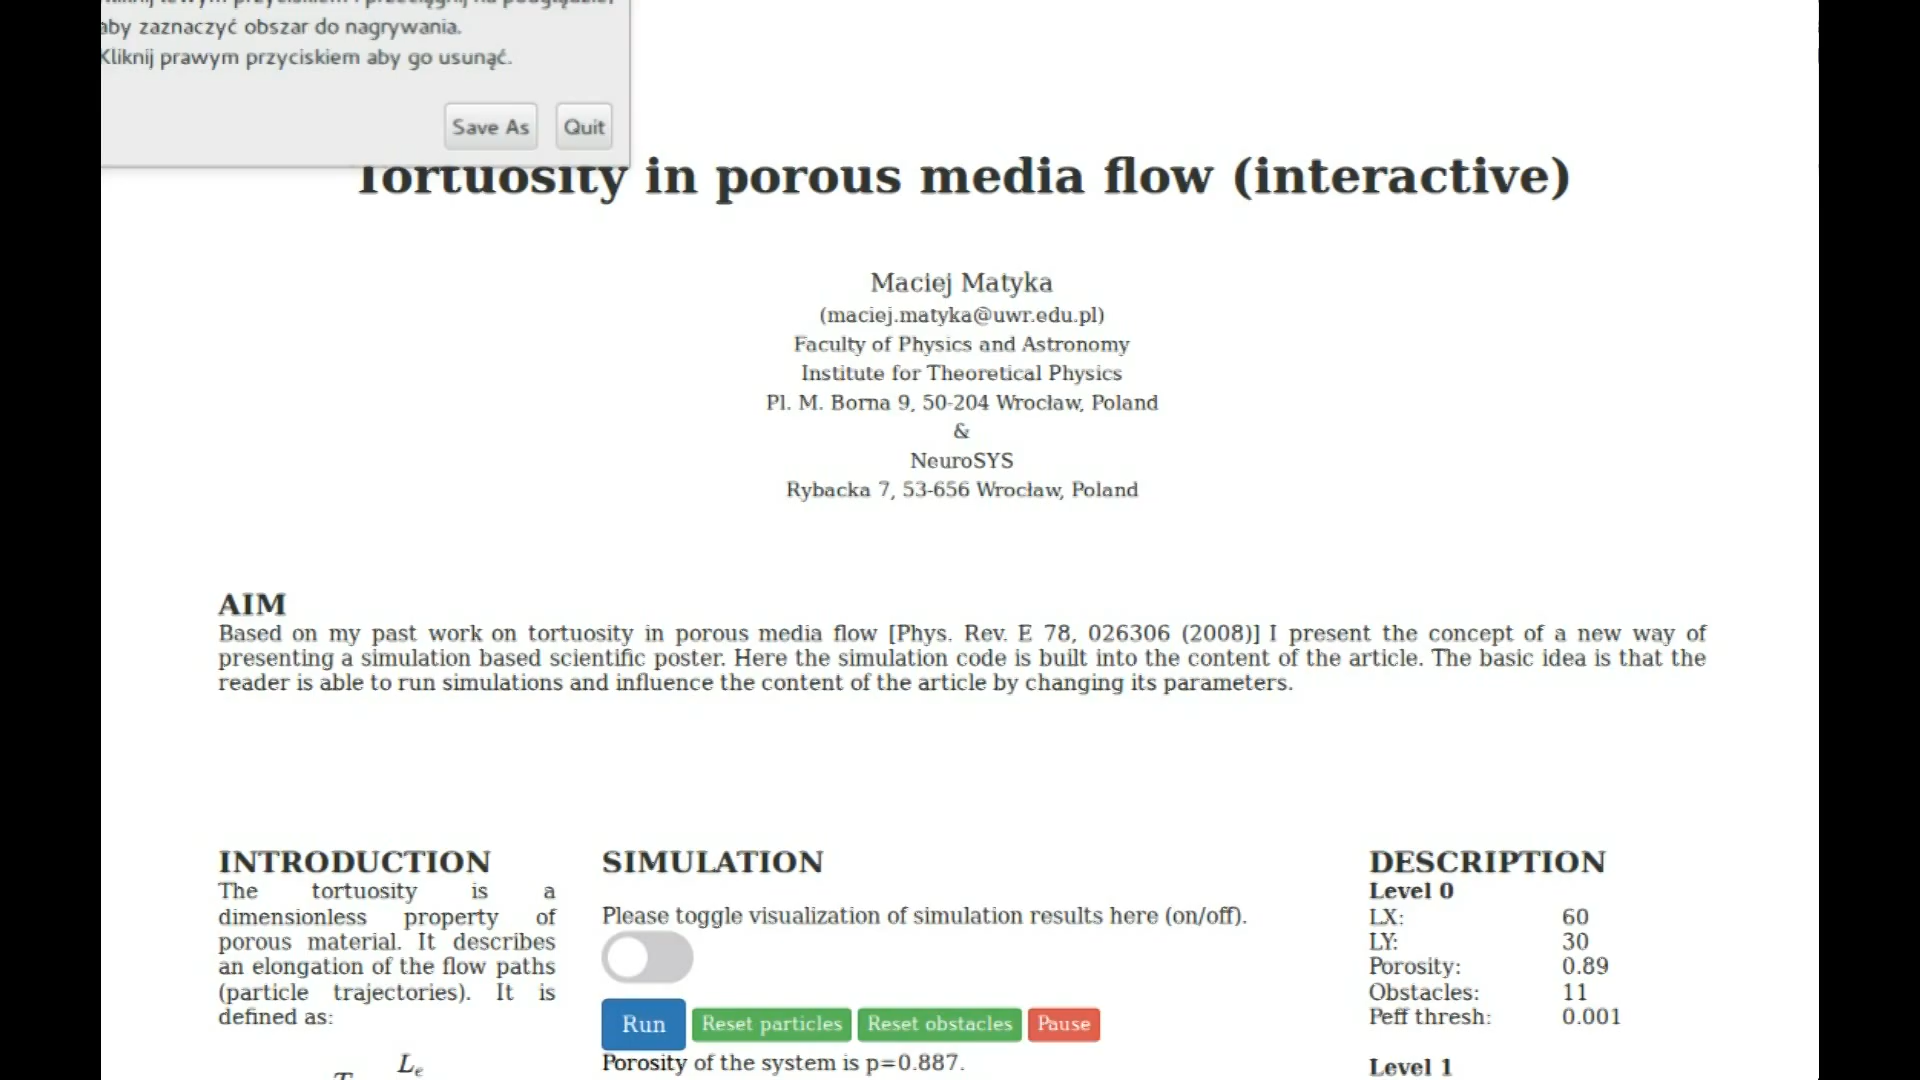 aby zaznaczyć obszar do nagrywania.
Kliknij prawym przyciskiem aby go usunąć.
Save As
Quit
Tortuosity in porous media flow (interactive)
Maciej Matyka
(maciej.matyka@uwr.edu.pl)
Faculty of Physics and Astronomy
Institute for Theoretical Physics
Pl. M. Borna 9, 50-204 Wrocław, Poland
&
NeuroSYS
Rybacka 7, 53-656 Wrocław, Poland
AIM
Based on my past work on tortuosity in porous media flow [Phys. Rev. E 78, 026306 (2008)] I present the concept of a new way of
presenting a simulation based scientific poster. Here the simulation code is built into the content of the article. The basic idea is that the
reader is able to run simulations and influence the content of the article by changing its parameters.
INTRODUCTION
The tortuosity is a
dimensionless property of
porous material. It describes
an elongation of the flow paths
(particle trajectories). It is
defined as:
L_e
SIMULATION
Please toggle visualization of simulation results here (on/off).
Run
Reset particles
Reset obstacles
Pause
Porosity of the system is p=0.887.
DESCRIPTION
Level 0
LX: 60
LY: 30
Porosity: 0.89
Obstacles: 11
Peff thresh: 0.001
Level 1